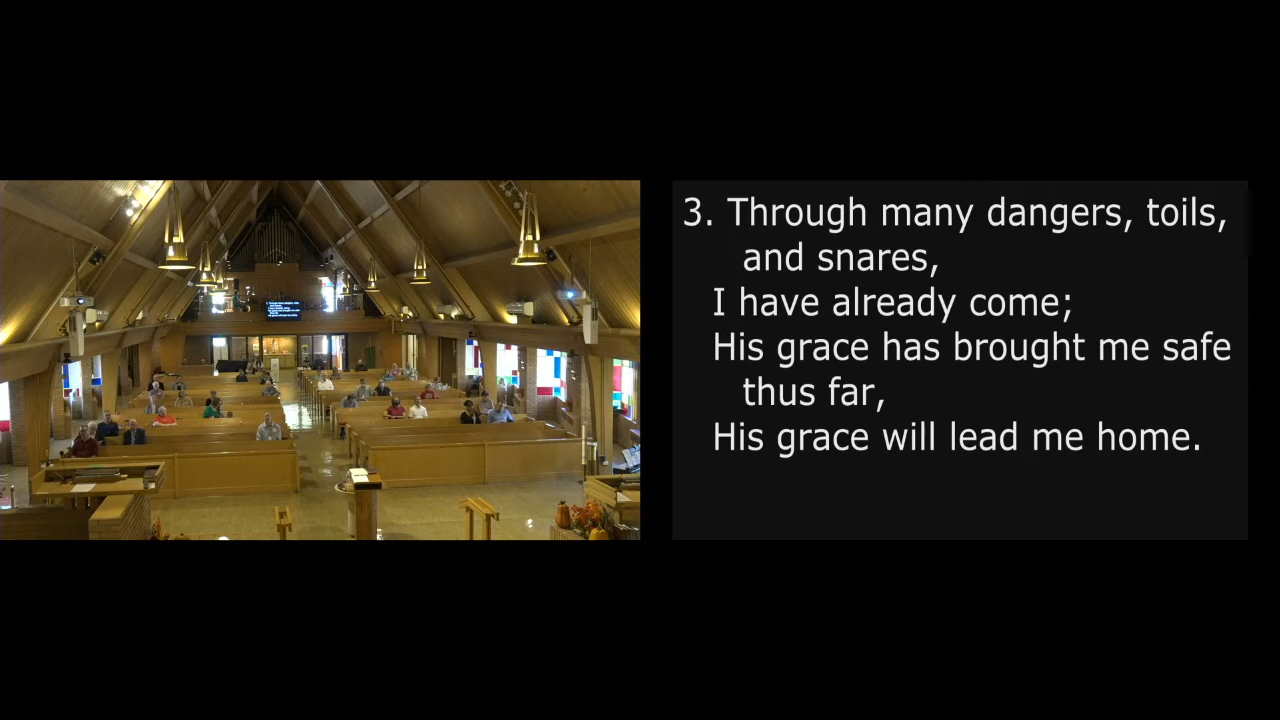 3. Through many dangers, toils,
and snares,
I have already come;
His grace has brought me safe
thus far,
His grace will lead me home.